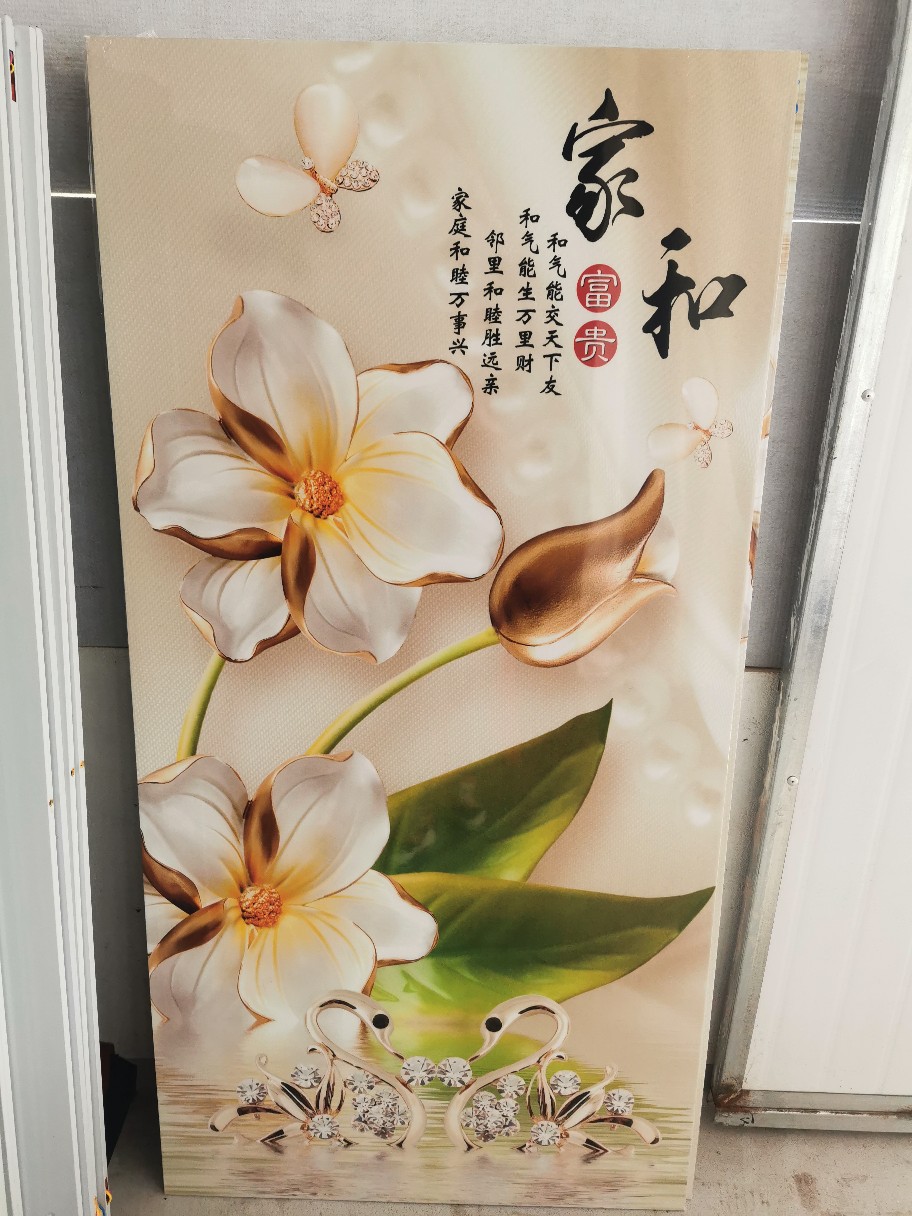 家和
富贵
和气能交天下友
和气能生万里财
邻里和睦胜远亲
家庭和睦万事兴